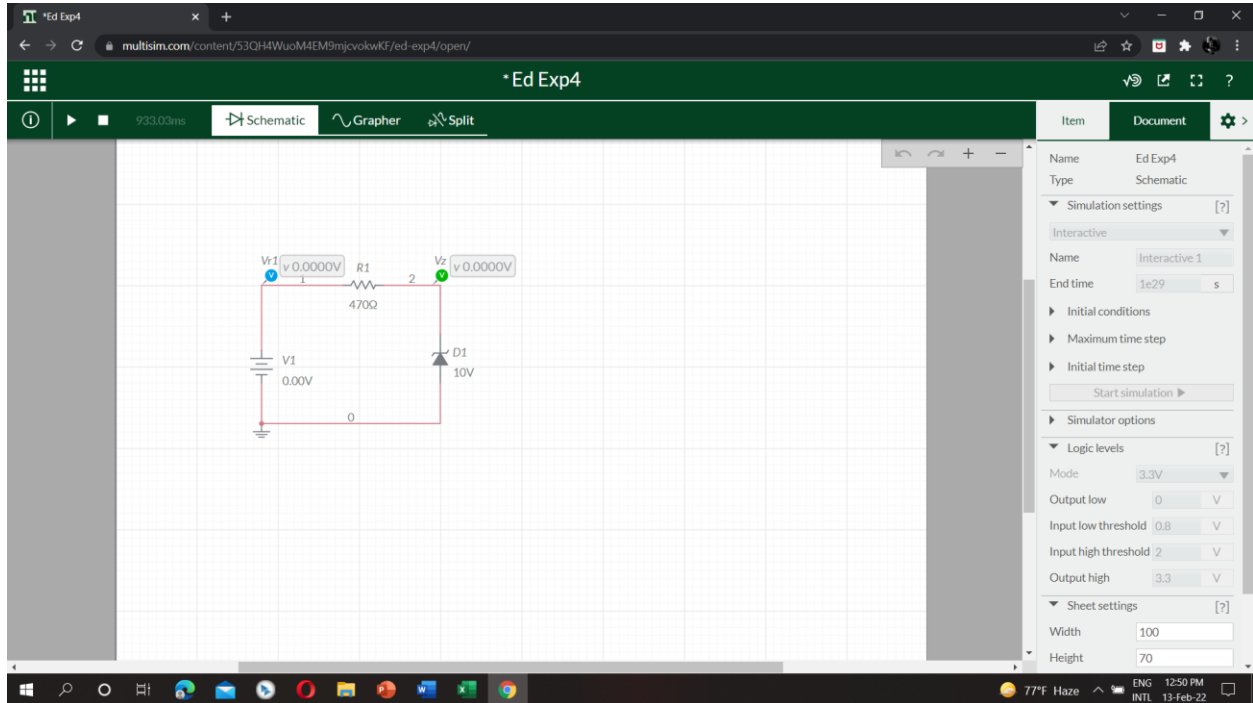 *Ed Exp4
multisim.com/content/53QH4WuoM4EM9mjcvokwKF/ed-exp4/open/
*Ed Exp4
933.03ms Schematic Grapher Split Item Document
Name Ed Exp4
Type Schematic
Simulation settings [?]
Interactive
Name Interactive 1
End time 1e29 s
Initial conditions
Maximum time step
Initial time step
Start simulation
Simulator options
Logic levels [?]
Mode 3.3V
Output low 0 V
Input low threshold 0.8 V
Input high threshold 2 V
Output high 3.3 V
Sheet settings [?]
Width 100
Height 70
Vr1 v 0.0000V R1 Vz v 0.0000V
1 2
470Ω
V1 D1
0.00V 10V
0
77°F Haze ENG 12:50 PM
INTL 13-Feb-22